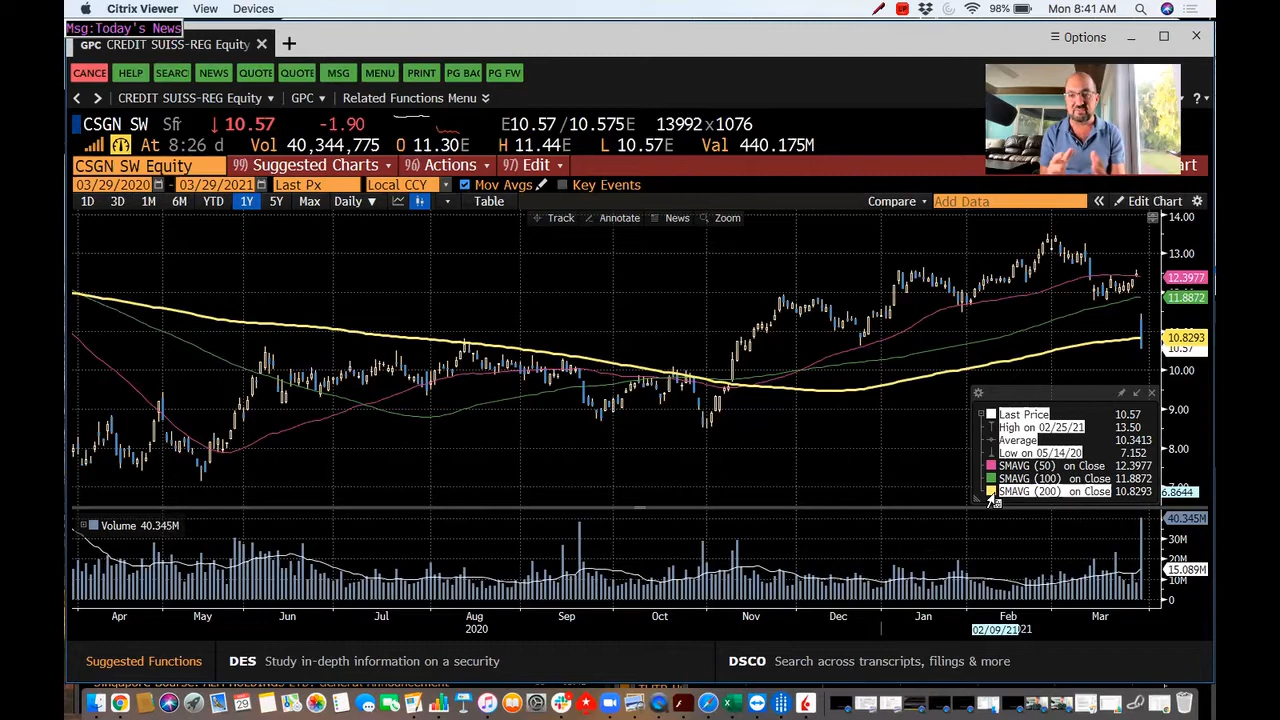 Citrix Viewer View Devices 98% Mon 8:41 AM
Msg:Today's News
GPC CREDIT SUISS-REG Equity
Options
CANCE HELP SEARC NEWS QUOTE QUOTE MSG MENU PRINT PG BAC PG FW
CREDIT SUISS-REG Equity GPC Related Functions Menu
CSGN SW Sfr ↓10.57 -1.90 E10.57/10.575E 13992x1076
At 8:26 d Vol 40,344,775 O 11.30E H 11.44E L 10.57E Val 440.175M
CSGN SW Equity 99) Suggested Charts 96) Actions 97) Edit art
03/29/2020 - 03/29/2021 Last Px Local CCY Mov Avgs Key Events
1D 3D 1M 6M YTD 1Y 5Y Max Daily ▼ Table Compare Add Data « Edit Chart
Track Annotate News Zoom
14.00
13.00
12.3977
11.8872
10.8293
10.57
10.00
9.00
8.00
6.8644
Last Price 10.57
High on 02/25/21 13.50
Average 10.3413
Low on 05/14/20 7.152
SMAVG (50) on Close 12.3977
SMAVG (100) on Close 11.8872
SMAVG (200) on Close 10.8293
Volume 40.345M
40.345M
30M
20M
15.089M
10M
0
Apr May Jun Jul Aug Sep Oct Nov Dec Jan Feb Mar
2020 02/09/21 21
Suggested Functions DES Study in-depth information on a security DSCO Search across transcripts, filings & more